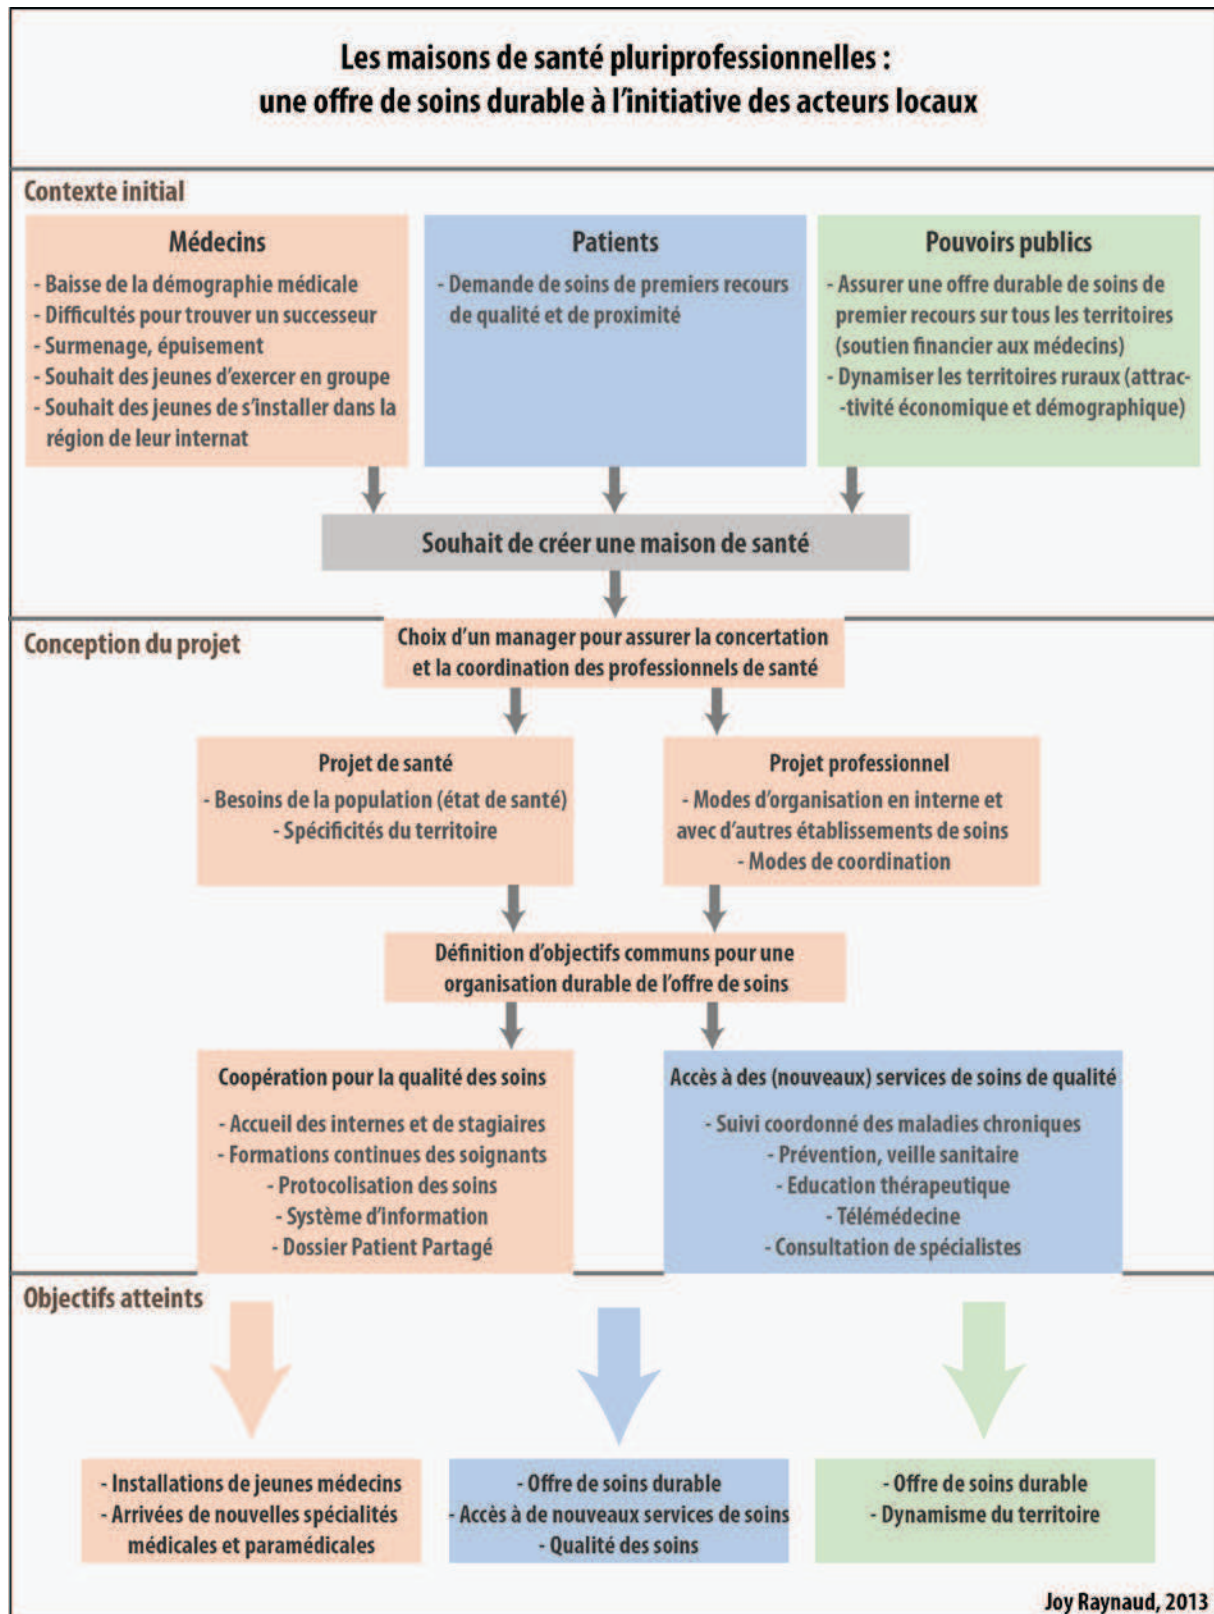 Les maisons de santé pluriprofessionnelles :
une offre de soins durable à l'initiative des acteurs locaux
Contexte initial
Médecins
- Baisse de la démographie médicale
- Difficultés pour trouver un successeur
- Surmenage, épuisement
- Souhait des jeunes d'exercer en groupe
- Souhait des jeunes de s'installer dans la
région de leur internat
Patients
- Demande de soins de premiers recours
de qualité et de proximité
Pouvoirs publics
- Assurer une offre durable de soins de
premier recours sur tous les territoires
(soutien financier aux médecins)
- Dynamiser les territoires ruraux (attrac-
-tivité économique et démographique)
Souhait de créer une maison de santé
Conception du projet
Choix d'un manager pour assurer la concertation
et la coordination des professionnels de santé
Projet de santé
- Besoins de la population (état de santé)
- Spécificités du territoire
Projet professionnel
- Modes d'organisation en interne et
avec d'autres établissements de soins
- Modes de coordination
Définition d'objectifs communs pour une
organisation durable de l'offre de soins
Coopération pour la qualité des soins
- Accueil des internes et de stagiaires
- Formations continues des soignants
- Protocolisation des soins
- Système d'information
- Dossier Patient Partagé
Accès à des (nouveaux) services de soins de qualité
- Suivi coordonné des maladies chroniques
- Prévention, veille sanitaire
- Education thérapeutique
- Télémédecine
- Consultation de spécialistes
Objectifs atteints
- Installations de jeunes médecins
- Arrivées de nouvelles spécialités
médicales et paramédicales
- Offre de soins durable
- Accès à de nouveaux services de soins
- Qualité des soins
- Offre de soins durable
- Dynamisme du territoire
Joy Raynaud, 2013